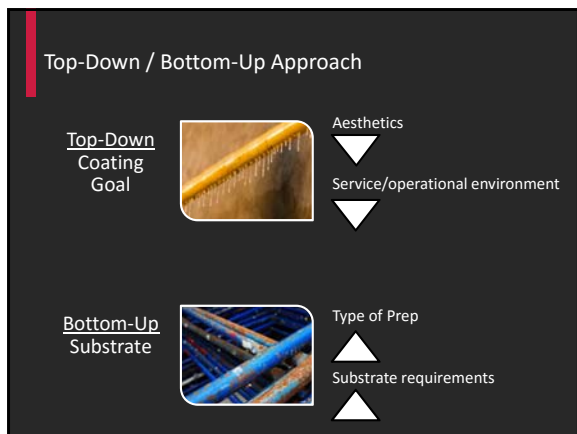 Top-Down / Bottom-Up Approach
Top-Down
Coating
Goal
Aesthetics
Service/operational environment
Bottom-Up
Substrate
Type of Prep
Substrate requirements